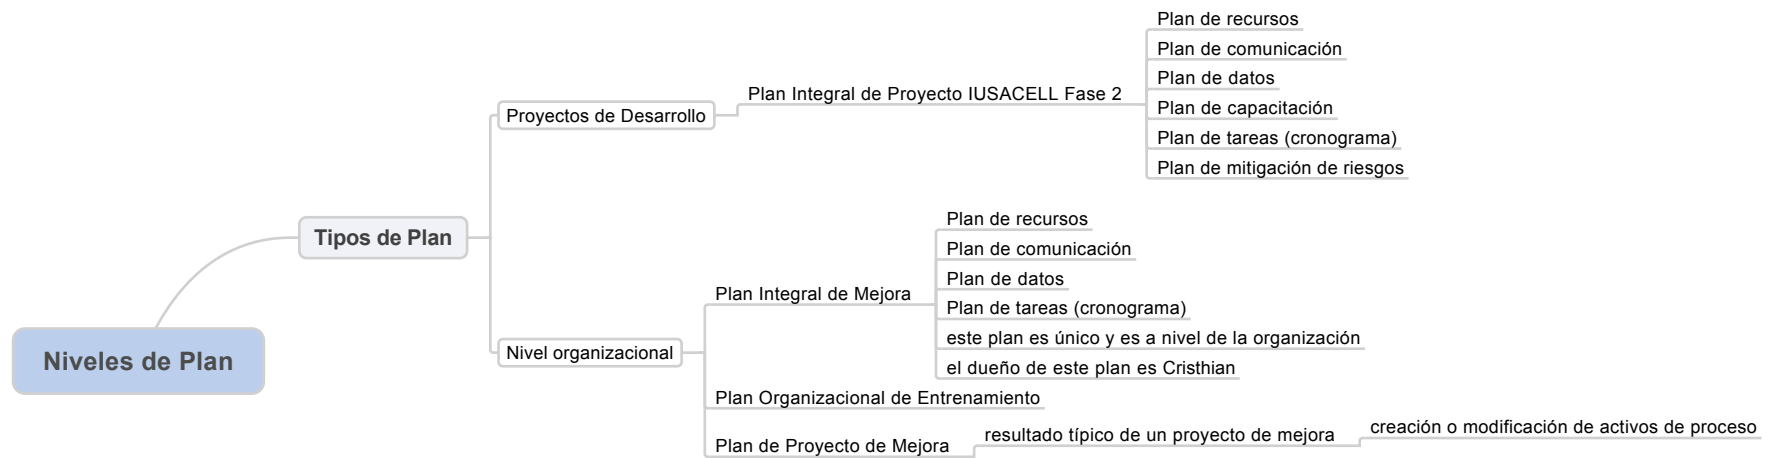 Niveles de Plan
Tipos de Plan
Proyectos de Desarrollo
Plan Integral de Proyecto IUSACELL Fase 2
Plan de recursos
Plan de comunicación
Plan de datos
Plan de capacitación
Plan de tareas (cronograma)
Plan de mitigación de riesgos
Nivel organizacional
Plan Integral de Mejora
Plan de recursos
Plan de comunicación
Plan de datos
Plan de tareas (cronograma)
este plan es único y es a nivel de la organización
el dueño de este plan es Cristhian
Plan Organizacional de Entrenamiento
Plan de Proyecto de Mejora
resultado típico de un proyecto de mejora
creación o modificación de activos de proceso